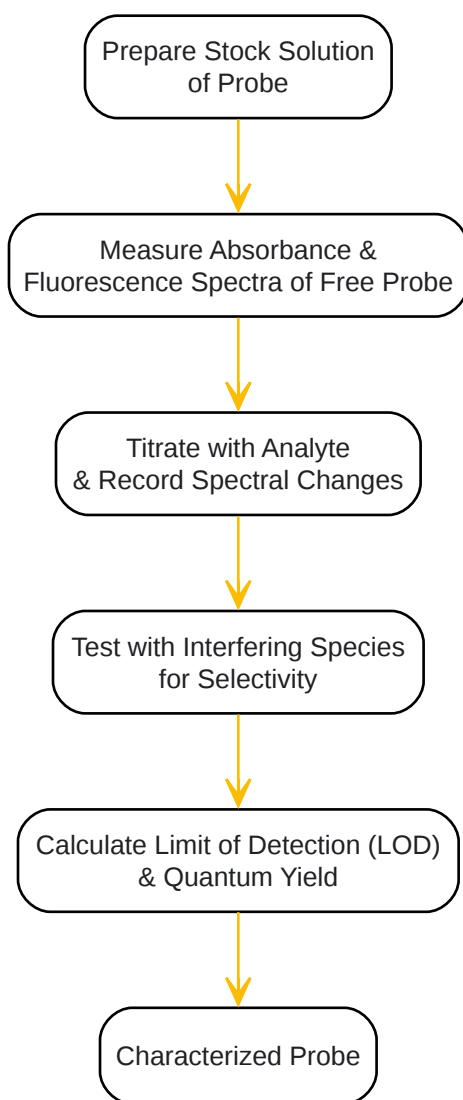 Prepare Stock Solution
of Probe
Measure Absorbance &
Fluorescence Spectra of Free Probe
Titrate with Analyte
& Record Spectral Changes
Test with Interfering Species
for Selectivity
Calculate Limit of Detection (LOD)
& Quantum Yield
Characterized Probe